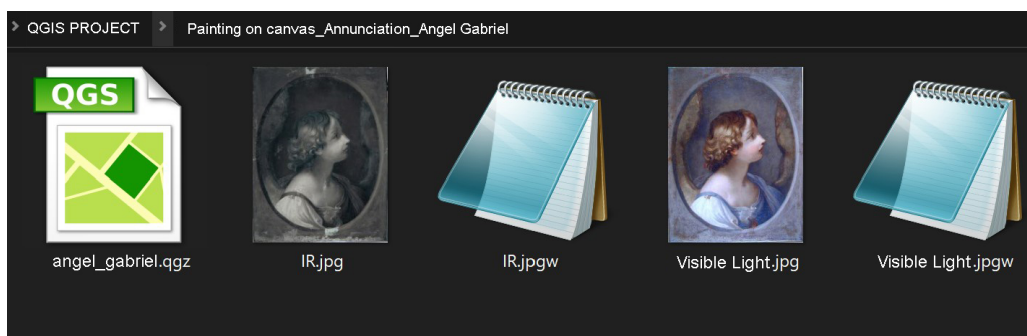 QGIS PROJECT > Painting on canvas_Annunciation_Angel Gabriel
QGS
angel_gabriel.qgz
IR.jpg
IR.jpgw
Visible Light.jpg
Visible Light.jpgw